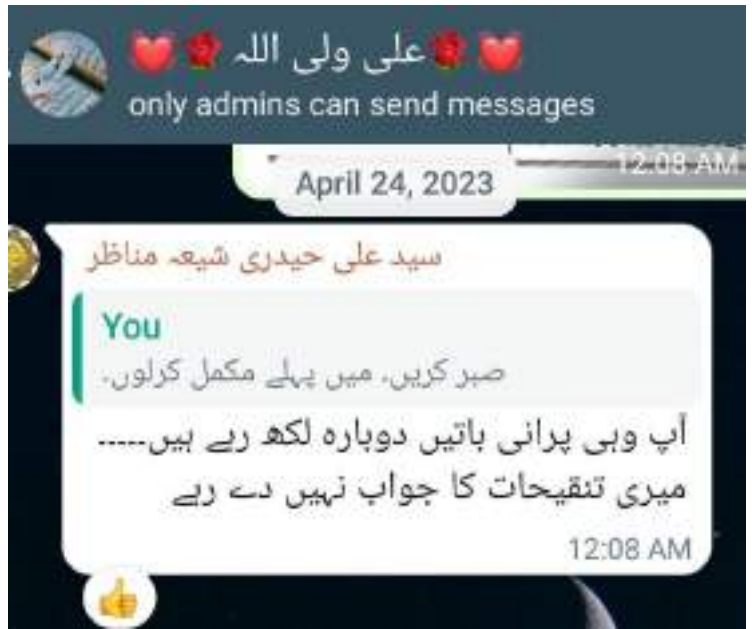 💓🌹علی ولی اللہ🌹💓
only admins can send messages
12:08 AM
April 24, 2023
سید علی حیدری شیعہ مناظر
You
صبر کریں۔ میں پہلے مکمل کرلوں۔
آپ وہی پرانی باتیں دوبارہ لکھ رہے ہیں-----
میری تنقیحات کا جواب نہیں دے رہے
12:08 AM